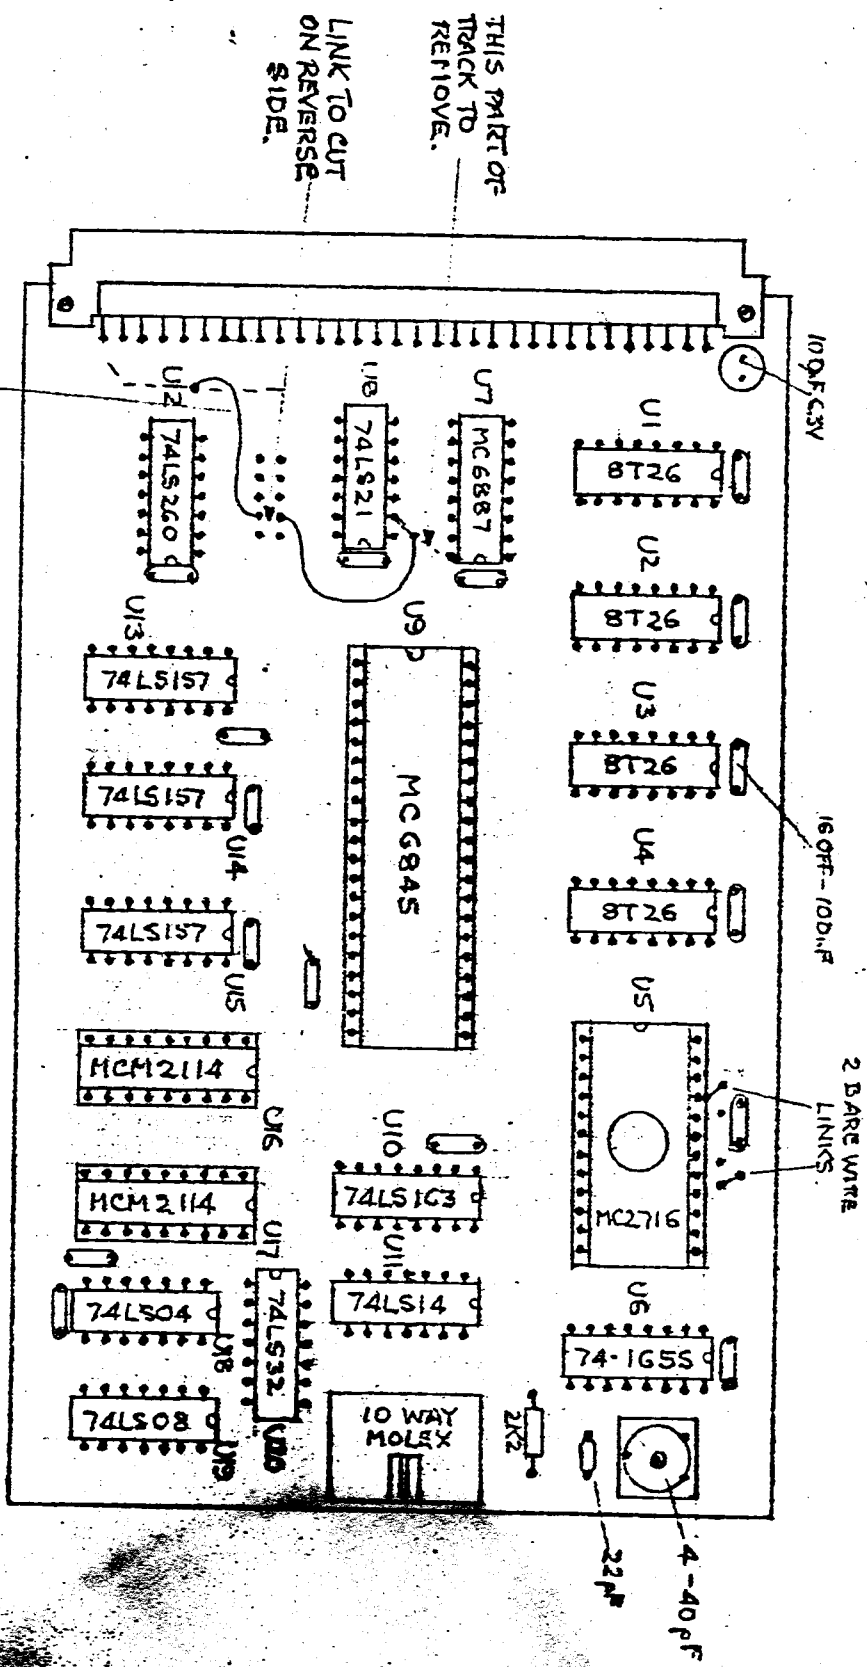 THIS PART OF
TRACK TO
REMOVE.
LINK TO CUT
ON REVERSE
SIDE.
100µF 6.3V
16 OFF - 100nF
2 BARE WIRE
LINKS.
U1
8T26
U2
8T26
U3
8T26
U4
8T26
U5
MC2716
U6
74-165S
4-40pF
22pF
2K2
U7
MC6887
U8
74LS21
U9
MC6845
U10
74LS163
U11
74LS14
10 WAY
MOLEX
U12
74LS260
U13
74LS157
U14
74LS157
U15
74LS157
U16
MCM2114
U17
MCM2114
U18
74LS04
U19
74LS08
U20
74LS32